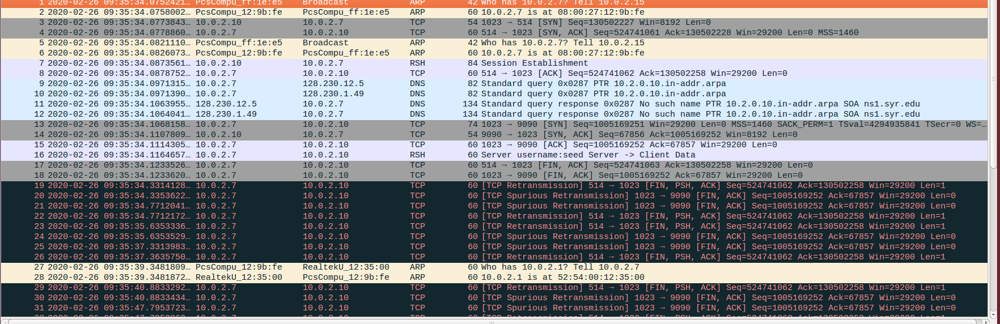 1 2020-02-26 09:35:34.0752421… PcsCompu_ff:1e:e5 Broadcast ARP 42 Who has 10.0.2.7? Tell 10.0.2.15
2 2020-02-26 09:35:34.0758002… PcsCompu_12:9b:fe PcsCompu_ff:1e:e5 ARP 60 10.0.2.7 is at 08:00:27:12:9b:fe
3 2020-02-26 09:35:34.0773843… 10.0.2.10 10.0.2.7 TCP 54 1023 → 514 [SYN] Seq=130502227 Win=8192 Len=0
4 2020-02-26 09:35:34.0778860… 10.0.2.7 10.0.2.10 TCP 60 514 → 1023 [SYN, ACK] Seq=524741061 Ack=130502228 Win=29200 Len=0 MSS=1460
5 2020-02-26 09:35:34.0821110… PcsCompu_ff:1e:e5 Broadcast ARP 42 Who has 10.0.2.7? Tell 10.0.2.15
6 2020-02-26 09:35:34.0826073… PcsCompu_12:9b:fe PcsCompu_ff:1e:e5 ARP 60 10.0.2.7 is at 08:00:27:12:9b:fe
7 2020-02-26 09:35:34.0873561… 10.0.2.10 10.0.2.7 RSH 84 Session Establishment
8 2020-02-26 09:35:34.0878752… 10.0.2.7 10.0.2.10 TCP 60 514 → 1023 [ACK] Seq=524741062 Ack=130502258 Win=29200 Len=0
9 2020-02-26 09:35:34.0971315… 10.0.2.7 128.230.12.5 DNS 82 Standard query 0x0287 PTR 10.2.0.10.in-addr.arpa
10 2020-02-26 09:35:34.0971390… 10.0.2.7 128.230.1.49 DNS 82 Standard query 0x0287 PTR 10.2.0.10.in-addr.arpa
11 2020-02-26 09:35:34.1063955… 128.230.12.5 10.0.2.7 DNS 134 Standard query response 0x0287 No such name PTR 10.2.0.10.in-addr.arpa SOA ns1.syr.edu
12 2020-02-26 09:35:34.1064041… 128.230.1.49 10.0.2.7 DNS 134 Standard query response 0x0287 No such name PTR 10.2.0.10.in-addr.arpa SOA ns1.syr.edu
13 2020-02-26 09:35:34.1068158… 10.0.2.7 10.0.2.10 TCP 74 1023 → 9090 [SYN] Seq=1005169251 Win=29200 Len=0 MSS=1460 SACK_PERM=1 TSval=4294935841 TSecr=0 WS=…
14 2020-02-26 09:35:34.1107809… 10.0.2.10 10.0.2.7 TCP 54 9090 → 1023 [SYN, ACK] Seq=67856 Ack=1005169252 Win=8192 Len=0
15 2020-02-26 09:35:34.1114305… 10.0.2.7 10.0.2.10 TCP 60 1023 → 9090 [ACK] Seq=1005169252 Ack=67857 Win=29200 Len=0
16 2020-02-26 09:35:34.1164657… 10.0.2.7 10.0.2.10 RSH 60 Server username:seed Server -> Client Data
17 2020-02-26 09:35:34.1233526… 10.0.2.7 10.0.2.10 TCP 60 514 → 1023 [FIN, ACK] Seq=524741063 Ack=130502258 Win=29200 Len=0
18 2020-02-26 09:35:34.1233620… 10.0.2.7 10.0.2.10 TCP 60 1023 → 9090 [FIN, ACK] Seq=1005169252 Ack=67857 Win=29200 Len=0
19 2020-02-26 09:35:34.3314128… 10.0.2.7 10.0.2.10 TCP 60 [TCP Retransmission] 514 → 1023 [FIN, PSH, ACK] Seq=524741062 Ack=130502258 Win=29200 Len=1
20 2020-02-26 09:35:34.3353622… 10.0.2.7 10.0.2.10 TCP 60 [TCP Spurious Retransmission] 1023 → 9090 [FIN, ACK] Seq=1005169252 Ack=67857 Win=29200 Len=0
21 2020-02-26 09:35:34.7712041… 10.0.2.7 10.0.2.10 TCP 60 [TCP Spurious Retransmission] 1023 → 9090 [FIN, ACK] Seq=1005169252 Ack=67857 Win=29200 Len=0
22 2020-02-26 09:35:34.7712172… 10.0.2.7 10.0.2.10 TCP 60 [TCP Retransmission] 514 → 1023 [FIN, PSH, ACK] Seq=524741062 Ack=130502258 Win=29200 Len=1
23 2020-02-26 09:35:35.6353336… 10.0.2.7 10.0.2.10 TCP 60 [TCP Retransmission] 514 → 1023 [FIN, PSH, ACK] Seq=524741062 Ack=130502258 Win=29200 Len=1
24 2020-02-26 09:35:35.6353529… 10.0.2.7 10.0.2.10 TCP 60 [TCP Spurious Retransmission] 1023 → 9090 [FIN, ACK] Seq=1005169252 Ack=67857 Win=29200 Len=0
25 2020-02-26 09:35:37.3313983… 10.0.2.7 10.0.2.10 TCP 60 [TCP Spurious Retransmission] 1023 → 9090 [FIN, ACK] Seq=1005169252 Ack=67857 Win=29200 Len=0
26 2020-02-26 09:35:37.3635750… 10.0.2.7 10.0.2.10 TCP 60 [TCP Retransmission] 514 → 1023 [FIN, PSH, ACK] Seq=524741062 Ack=130502258 Win=29200 Len=1
27 2020-02-26 09:35:39.3481809… PcsCompu_12:9b:fe RealtekU_12:35:00 ARP 60 Who has 10.0.2.1? Tell 10.0.2.7
28 2020-02-26 09:35:39.3481872… RealtekU_12:35:00 PcsCompu_12:9b:fe ARP 60 10.0.2.1 is at 52:54:00:12:35:00
29 2020-02-26 09:35:40.8833292… 10.0.2.7 10.0.2.10 TCP 60 [TCP Retransmission] 514 → 1023 [FIN, PSH, ACK] Seq=524741062 Ack=130502258 Win=29200 Len=1
30 2020-02-26 09:35:40.8833434… 10.0.2.7 10.0.2.10 TCP 60 [TCP Spurious Retransmission] 1023 → 9090 [FIN, ACK] Seq=1005169252 Ack=67857 Win=29200 Len=0
31 2020-02-26 09:35:47.7953723… 10.0.2.7 10.0.2.10 TCP 60 [TCP Spurious Retransmission] 1023 → 9090 [FIN, ACK] Seq=1005169252 Ack=67857 Win=29200 Len=0